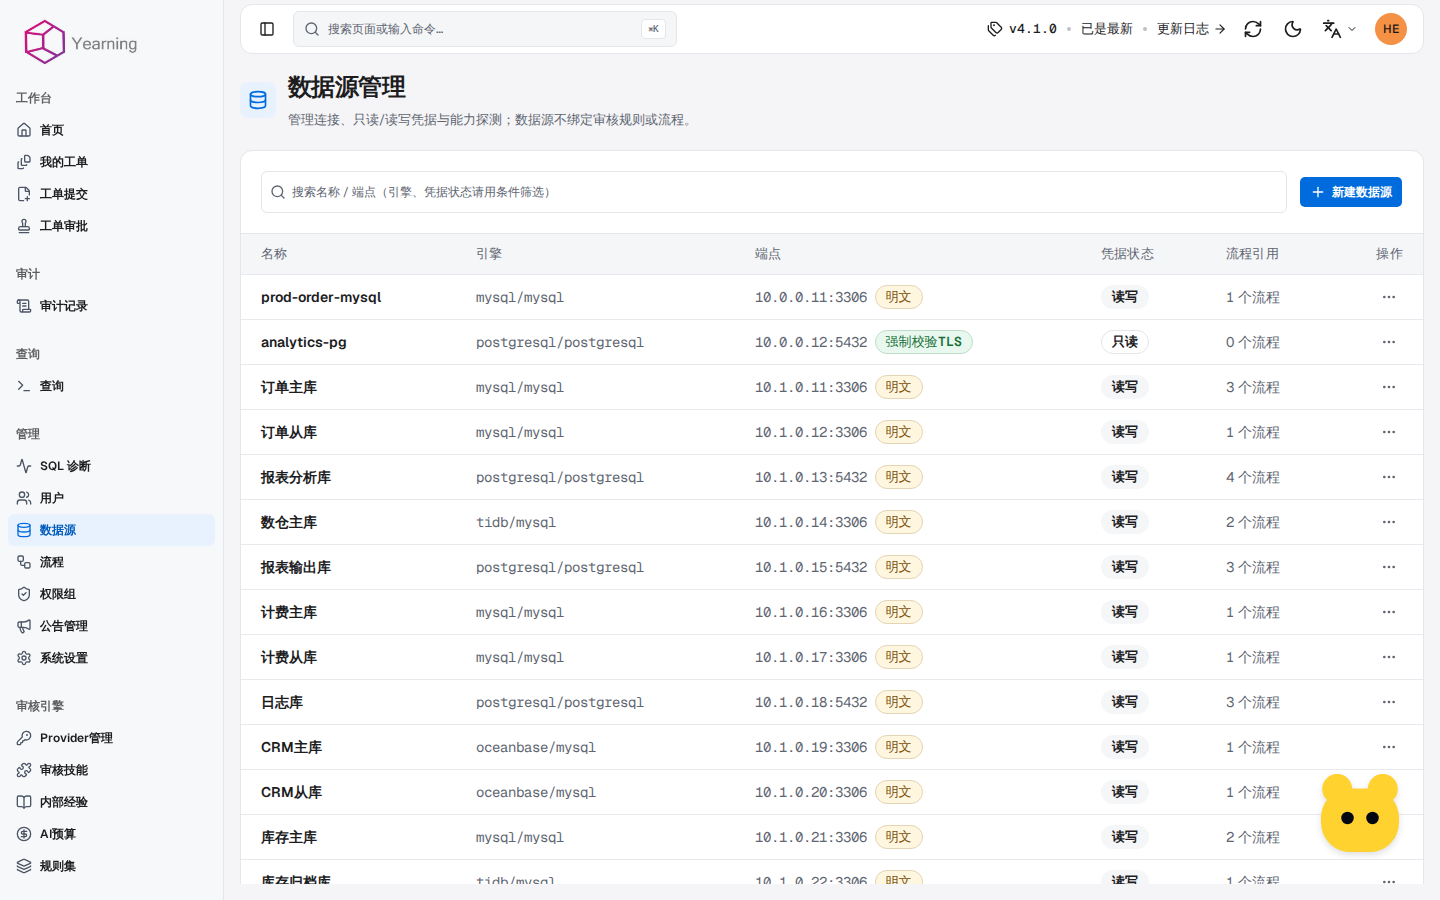 Yearning
工作台
首页
我的工单
工单提交
工单审批
审计
审计记录
查询
查询
管理
SQL 诊断
用户
数据源
流程
权限组
公告管理
系统设置
审核引擎
Provider管理
审核技能
内部经验
AI预算
规则集
搜索页面或输入命令... ⌘K
v4.1.0 • 已是最新 • 更新日志 →
HE
数据源管理
管理连接、只读/读写凭据与能力探测；数据源不绑定审核规则或流程。
搜索名称 / 端点（引擎、凭据状态请用条件筛选）
新建数据源
名称 引擎 端点 凭据状态 流程引用 操作
prod-order-mysql mysql/mysql 10.0.0.11:3306 明文 读写 1 个流程
analytics-pg postgresql/postgresql 10.0.0.12:5432 强制校验TLS 只读 0 个流程
订单主库 mysql/mysql 10.1.0.11:3306 明文 读写 3 个流程
订单从库 mysql/mysql 10.1.0.12:3306 明文 读写 1 个流程
报表分析库 postgresql/postgresql 10.1.0.13:5432 明文 读写 4 个流程
数仓主库 tidb/mysql 10.1.0.14:3306 明文 读写 2 个流程
报表输出库 postgresql/postgresql 10.1.0.15:5432 明文 读写 3 个流程
计费主库 mysql/mysql 10.1.0.16:3306 明文 读写 1 个流程
计费从库 mysql/mysql 10.1.0.17:3306 明文 读写 1 个流程
日志库 postgresql/postgresql 10.1.0.18:5432 明文 读写 3 个流程
CRM主库 oceanbase/mysql 10.1.0.19:3306 明文 读写 1 个流程
CRM从库 oceanbase/mysql 10.1.0.20:3306 明文 读写 1 个流程
库存主库 mysql/mysql 10.1.0.21:3306 明文 读写 2 个流程
库存归档库 tidb/mysql 10.1.0.22:3306 明文 读写 1 个流程